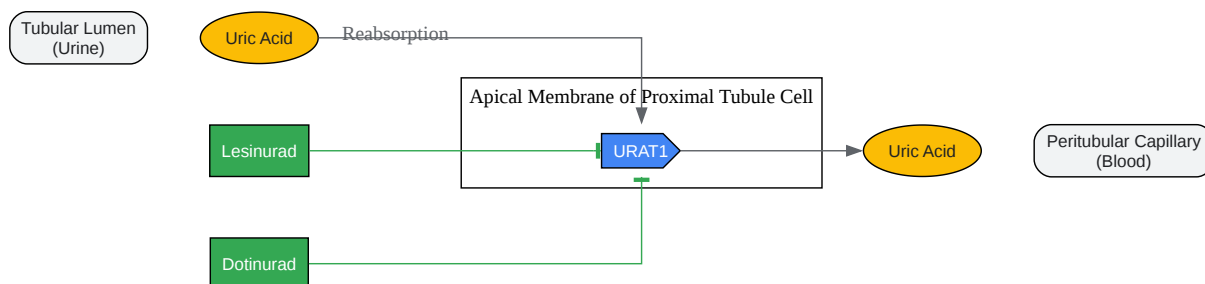 Tubular Lumen
(Urine)
Uric Acid
Reabsorption
Apical Membrane of Proximal Tubule Cell
Lesinurad
URAT1
Uric Acid
Peritubular Capillary
(Blood)
Dotinurad